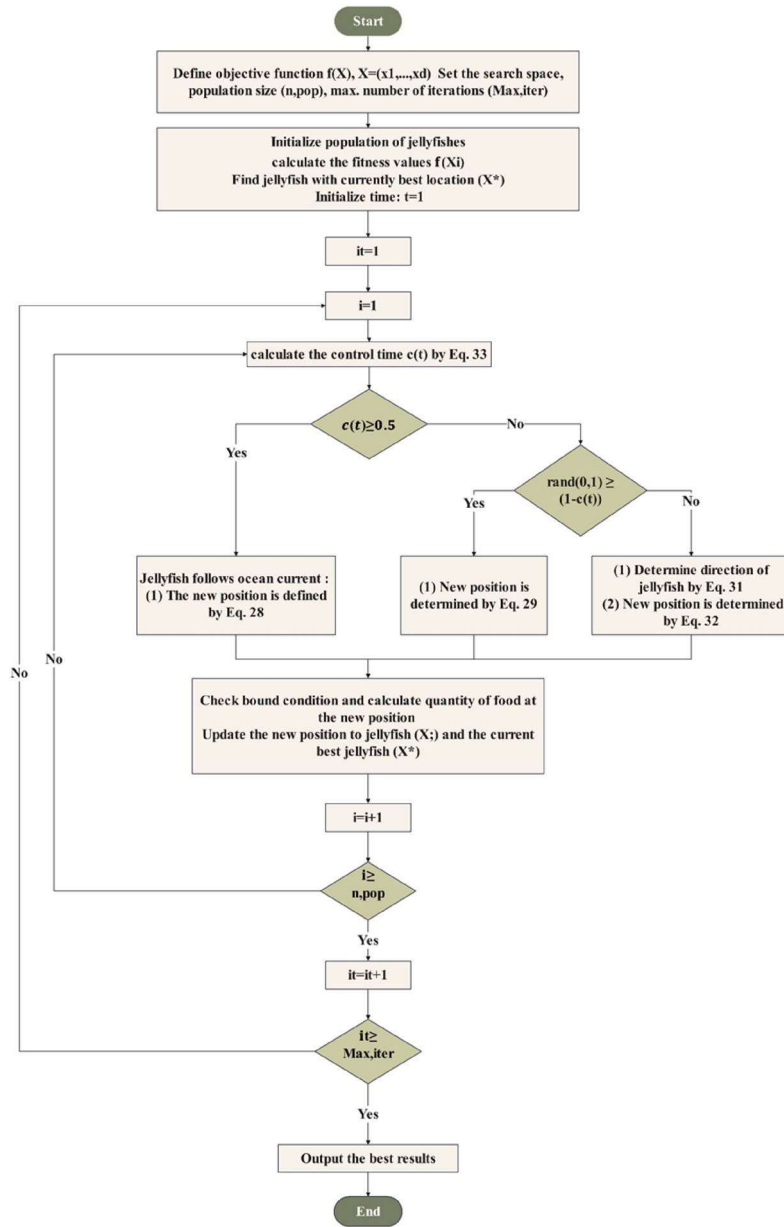 Start
Define objective function f(X), X=(x1,...,xd) Set the search space,
population size (n,pop), max. number of iterations (Max,iter)
Initialize population of jellyfishes
calculate the fitness values f(Xi)
Find jellyfish with currently best location (X*)
Initialize time: t=1
it=1
i=1
calculate the control time c(t) by Eq. 33
c(t)≥0.5
No
Yes
rand(0,1) ≥
(1-c(t))
Yes
No
Jellyfish follows ocean current :
(1) The new position is defined
by Eq. 28
(1) New position is
determined by Eq. 29
(1) Determine direction of
jellyfish by Eq. 31
(2) New position is determined
by Eq. 32
No
No
Check bound condition and calculate quantity of food at
the new position
Update the new position to jellyfish (X;) and the current
best jellyfish (X*)
i=i+1
i≥
n,pop
Yes
it=it+1
it≥
Max,iter
Yes
Output the best results
End